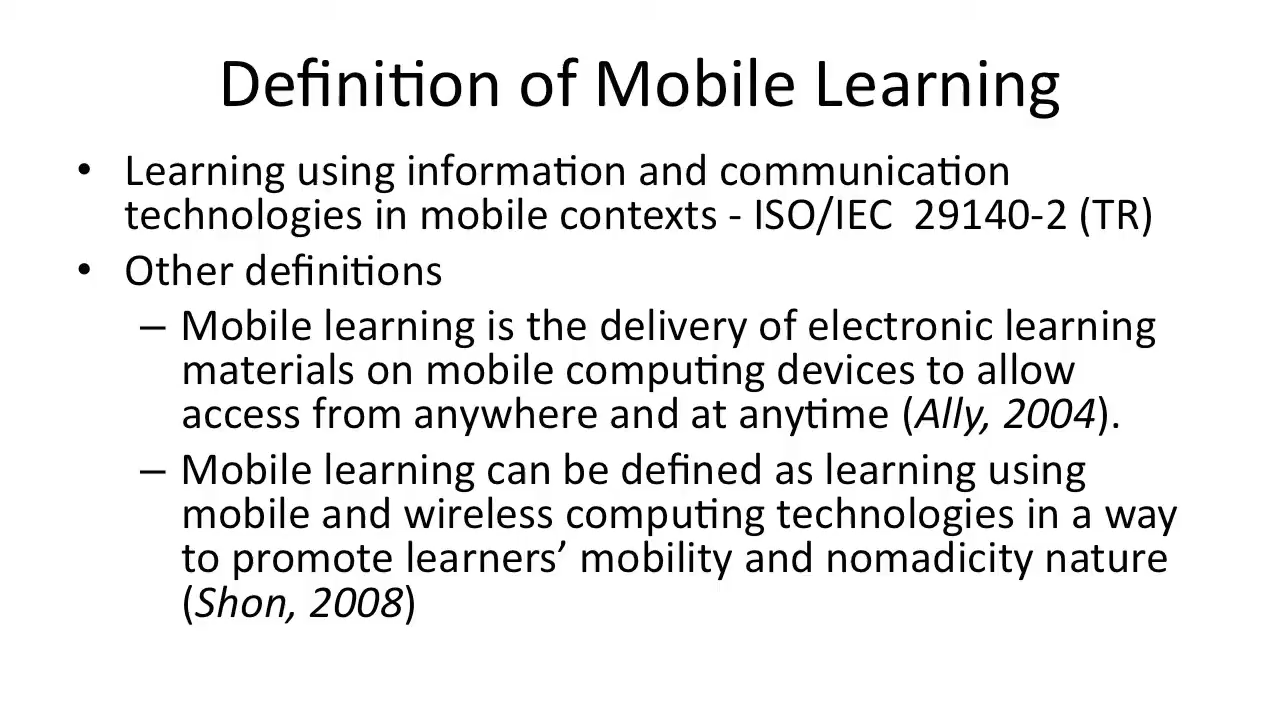 Definition of Mobile Learning
• Learning using information and communication
technologies in mobile contexts - ISO/IEC  29140-2 (TR)
• Other definitions
– Mobile learning is the delivery of electronic learning
materials on mobile computing devices to allow
access from anywhere and at anytime (Ally, 2004).
– Mobile learning can be defined as learning using
mobile and wireless computing technologies in a way
to promote learners’ mobility and nomadicity nature
(Shon, 2008)